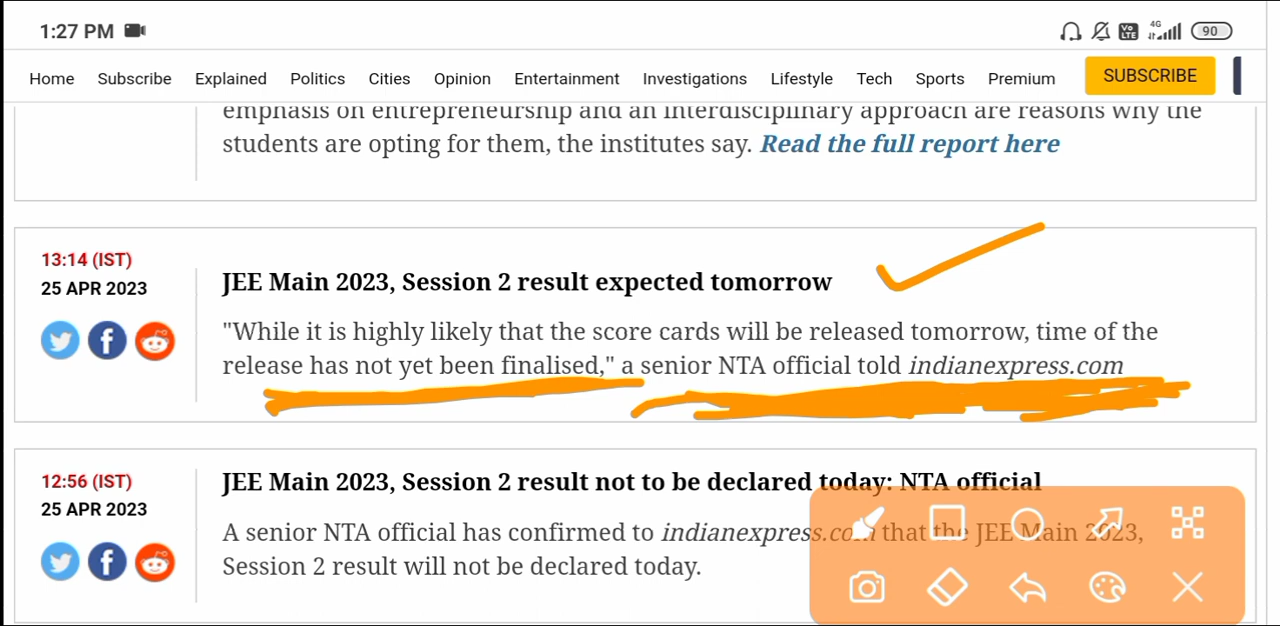 1:27 PM
Vo LTE 4G 90
Home Subscribe Explained Politics Cities Opinion Entertainment Investigations Lifestyle Tech Sports Premium SUBSCRIBE
emphasis on entrepreneurship and an interdisciplinary approach are reasons why the
students are opting for them, the institutes say. Read the full report here
13:14 (IST)
25 APR 2023
JEE Main 2023, Session 2 result expected tomorrow
"While it is highly likely that the score cards will be released tomorrow, time of the
release has not yet been finalised," a senior NTA official told indianexpress.com
12:56 (IST)
25 APR 2023
JEE Main 2023, Session 2 result not to be declared today: NTA official
A senior NTA official has confirmed to indianexpress.com that the JEE Main 2023,
Session 2 result will not be declared today.